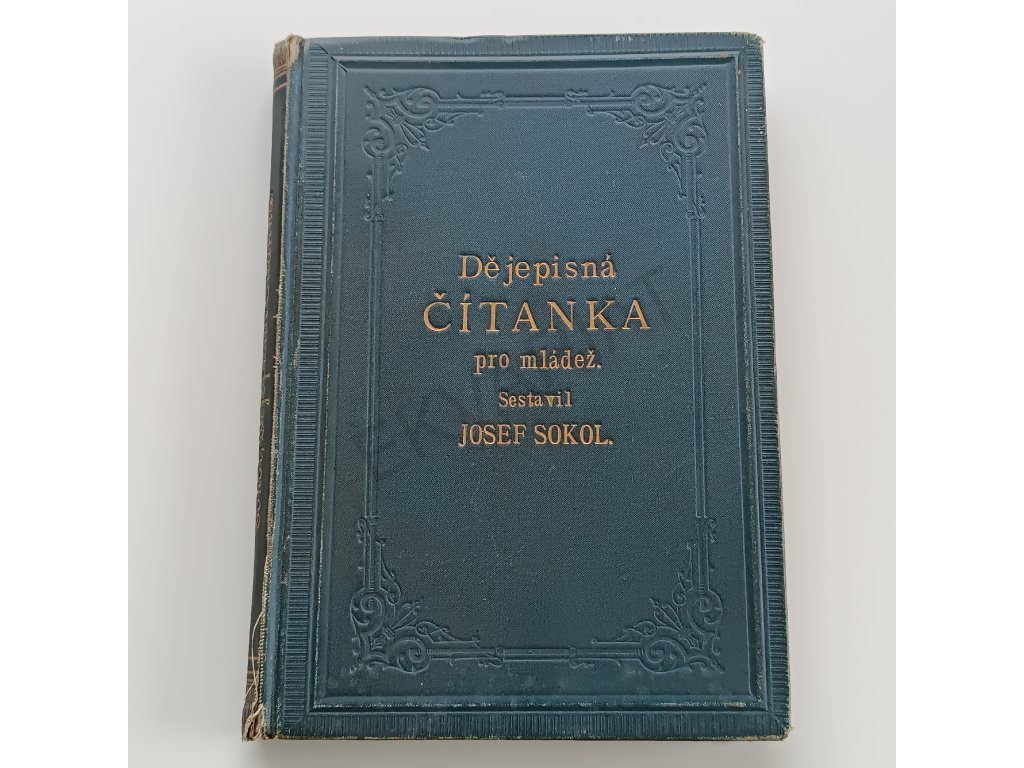 Dějepisná
ČÍTANKA
pro mládež.
Sestavil
JOSEF SOKOL.